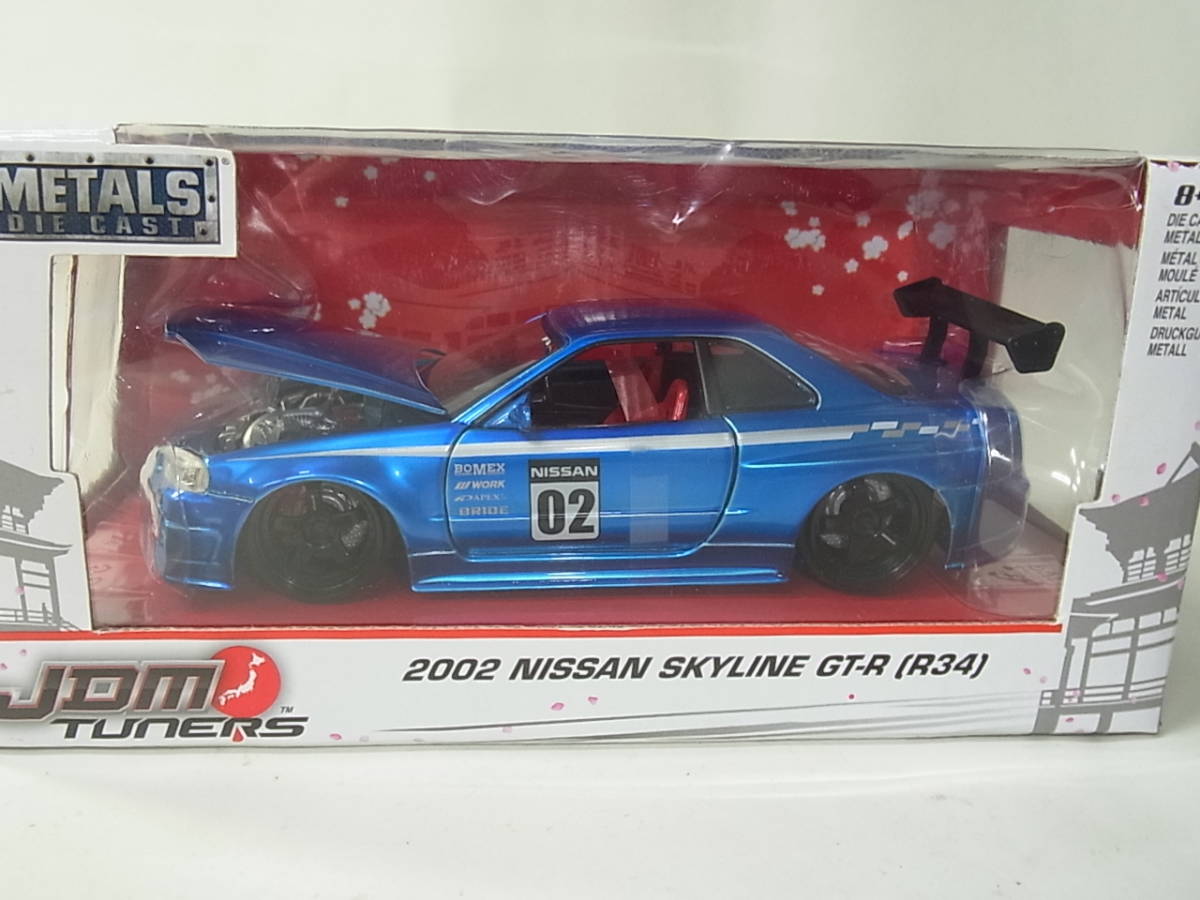 METALS
DIE CAST
8+
DIE CA
METAL
MÉTAL
MOULÉ
ARTÍCUL
METAL
DRUCKGU
METALL
BOMEX
WORK
APEX
BRIDE
NISSAN
02
JDM
TUNERS
TM
2002 NISSAN SKYLINE GT-R (R34)